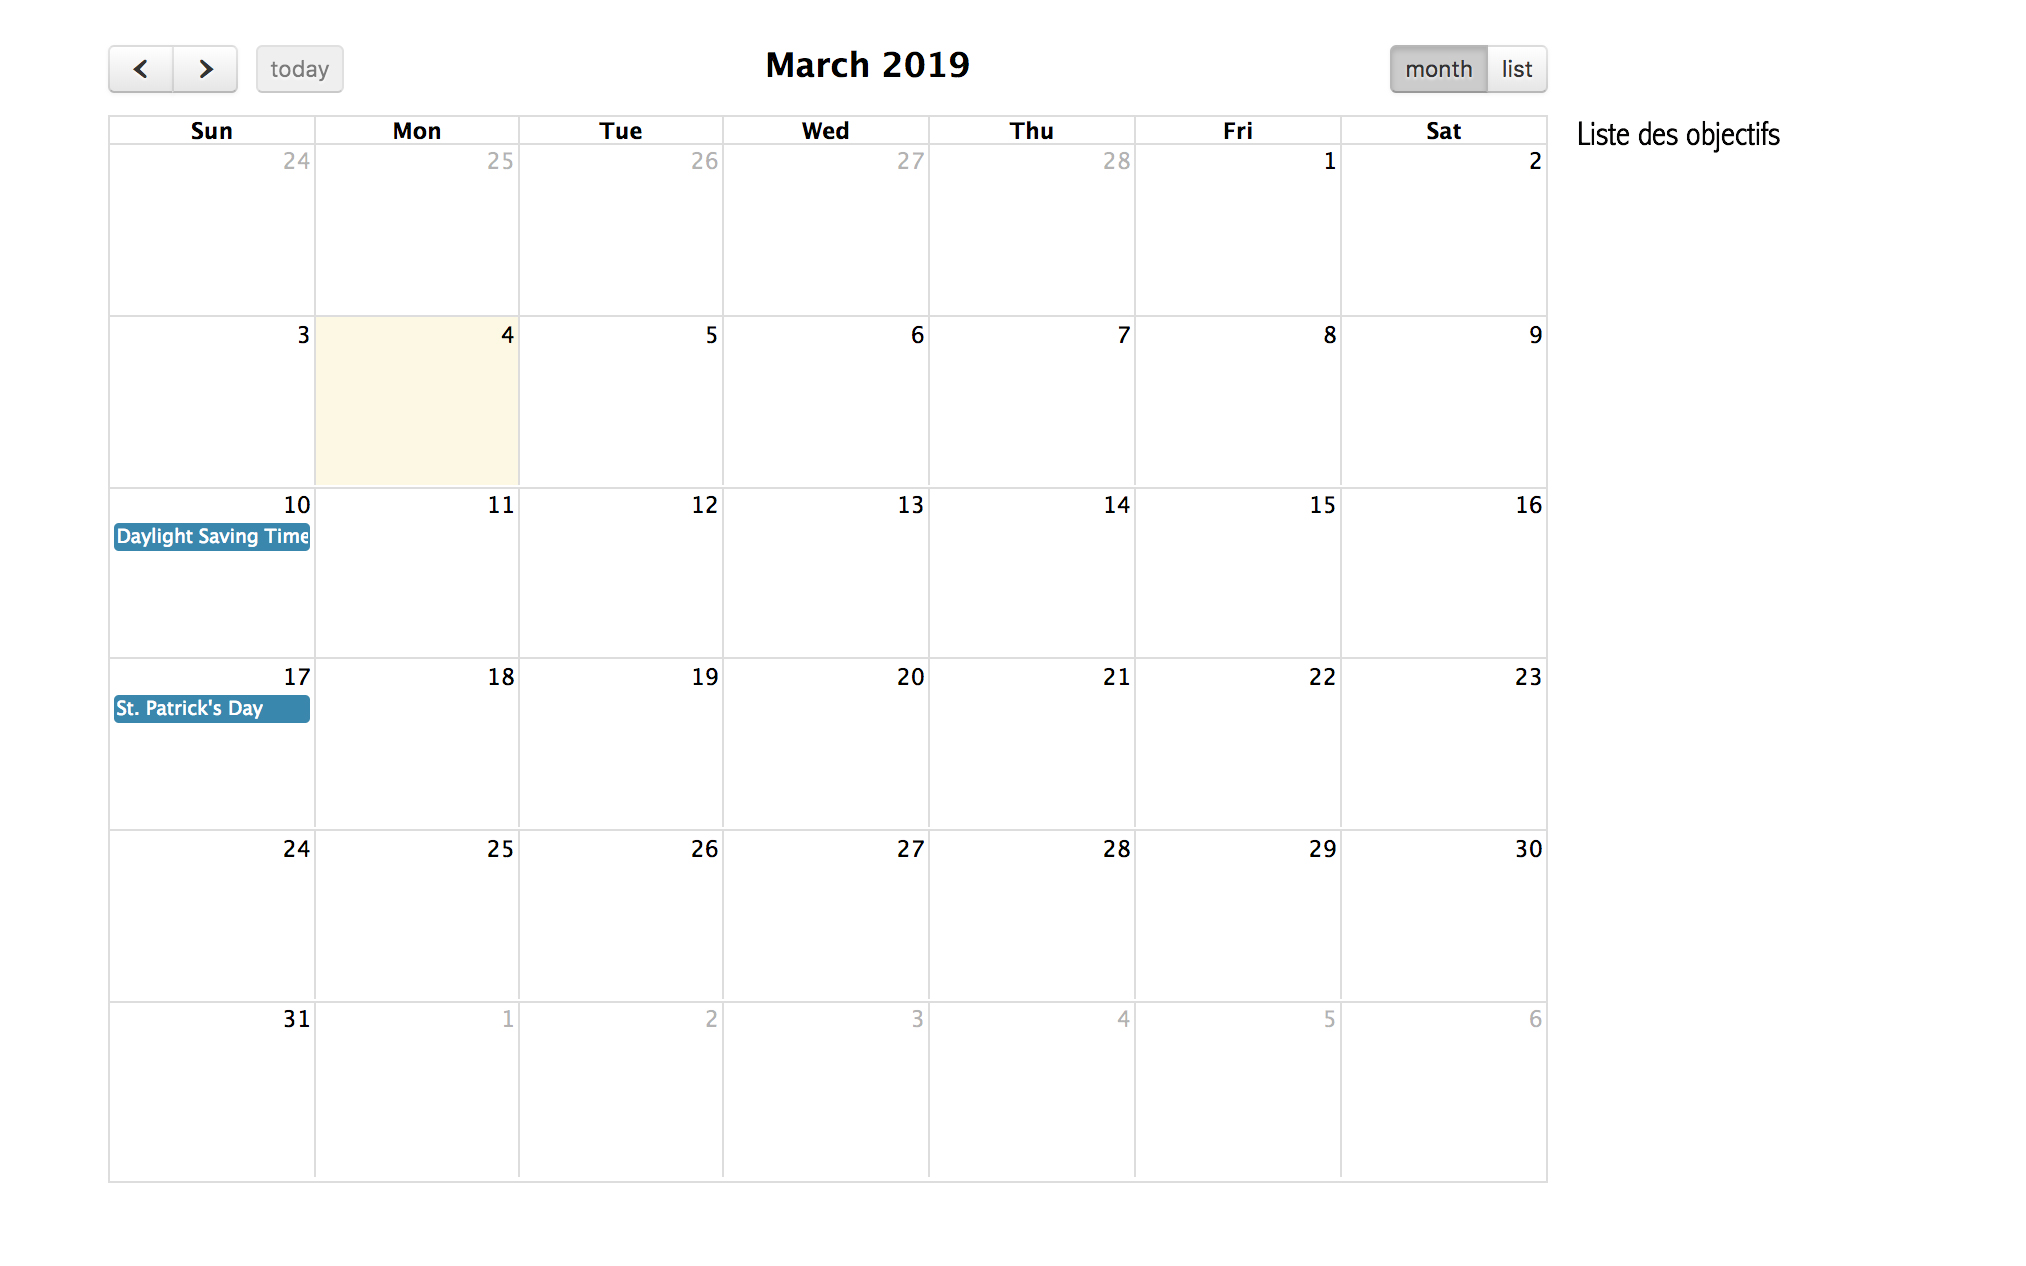 today March 2019 month list
Sun Mon Tue Wed Thu Fri Sat Liste des objectifs
24 25 26 27 28 1 2
3 4 5 6 7 8 9
10 11 12 13 14 15 16
Daylight Saving Time
17 18 19 20 21 22 23
St. Patrick's Day
24 25 26 27 28 29 30
31 1 2 3 4 5 6